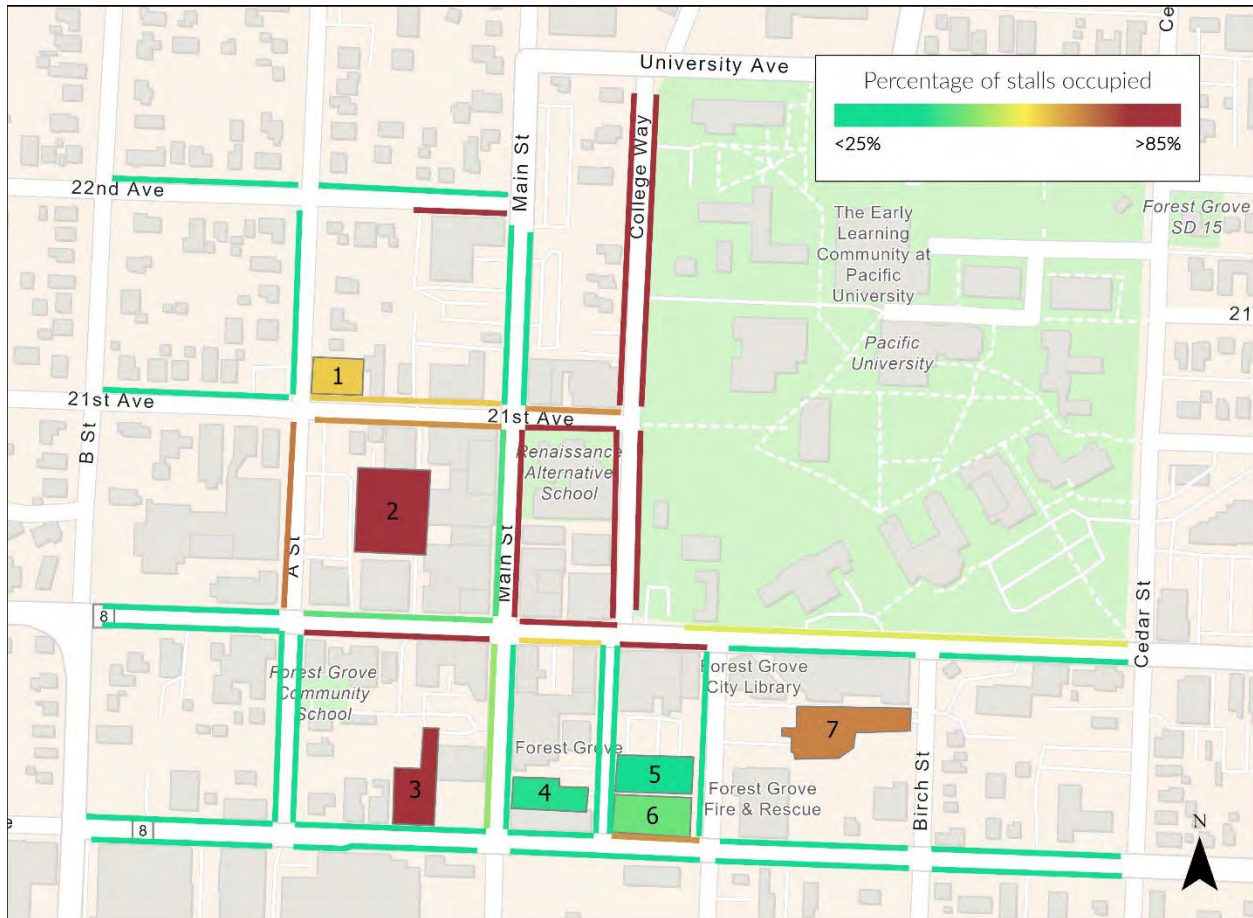 Ce
University Ave
Percentage of stalls occupied
<25%
>85%
Main St
College Way
22nd Ave
The Early
Learning
Community at
Pacific
University
Forest Grove
SD 15
21
Pacific
University
1
21st Ave
21st Ave
B St
Renaissance
Alternative
School
2
A St
Main St
8
Cedar St
Forest Grove
Community
School
Forest Grove
City Library
7
Forest Grove
5
4
3
Forest Grove
Fire & Rescue
6
Birch St
8
e
N